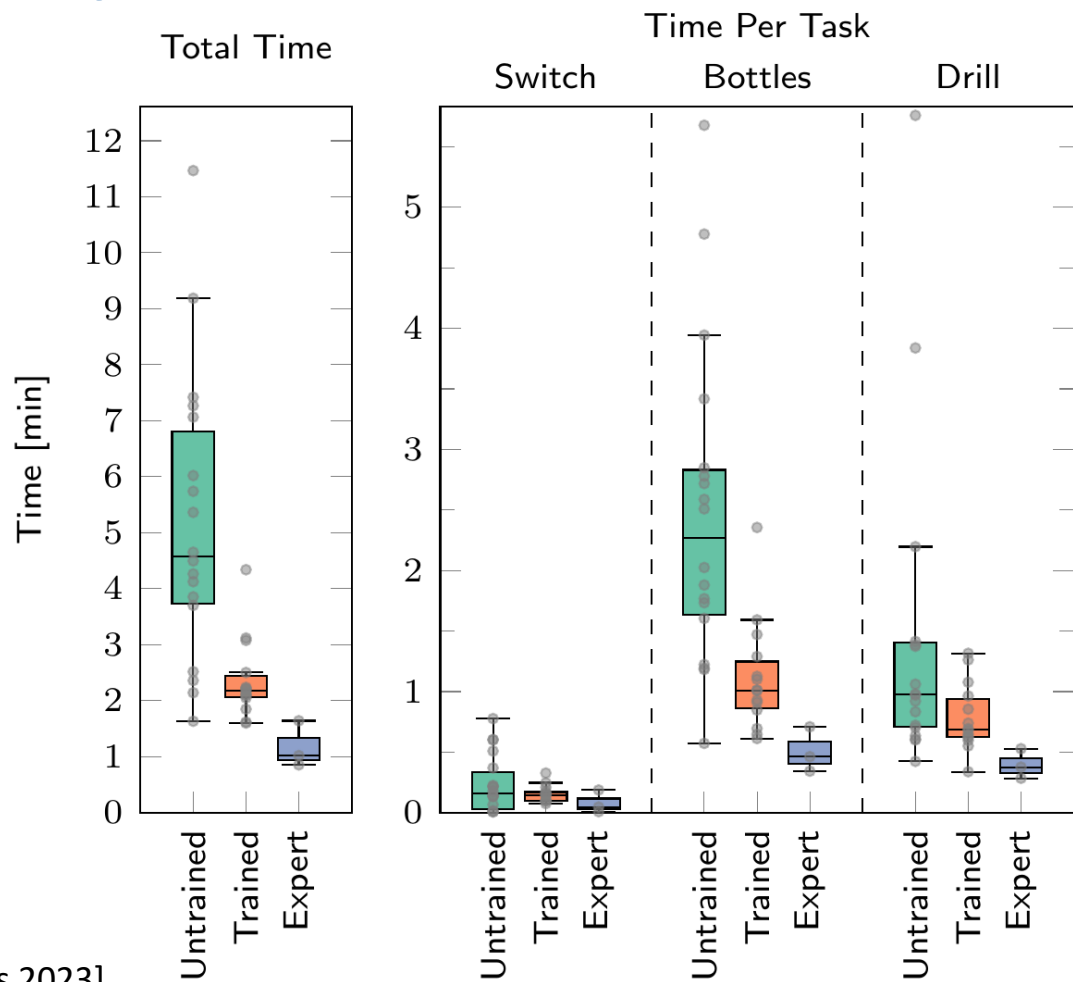 Total Time
Time Per Task
Switch Bottles Drill
Time [min]
12
11
10
9
8
7
6
5
4
3
2
1
0
5
4
3
2
1
0
Untrained
Trained
Expert
Untrained
Trained
Expert
Untrained
Trained
Expert
Untrained
Trained
Expert
2023]